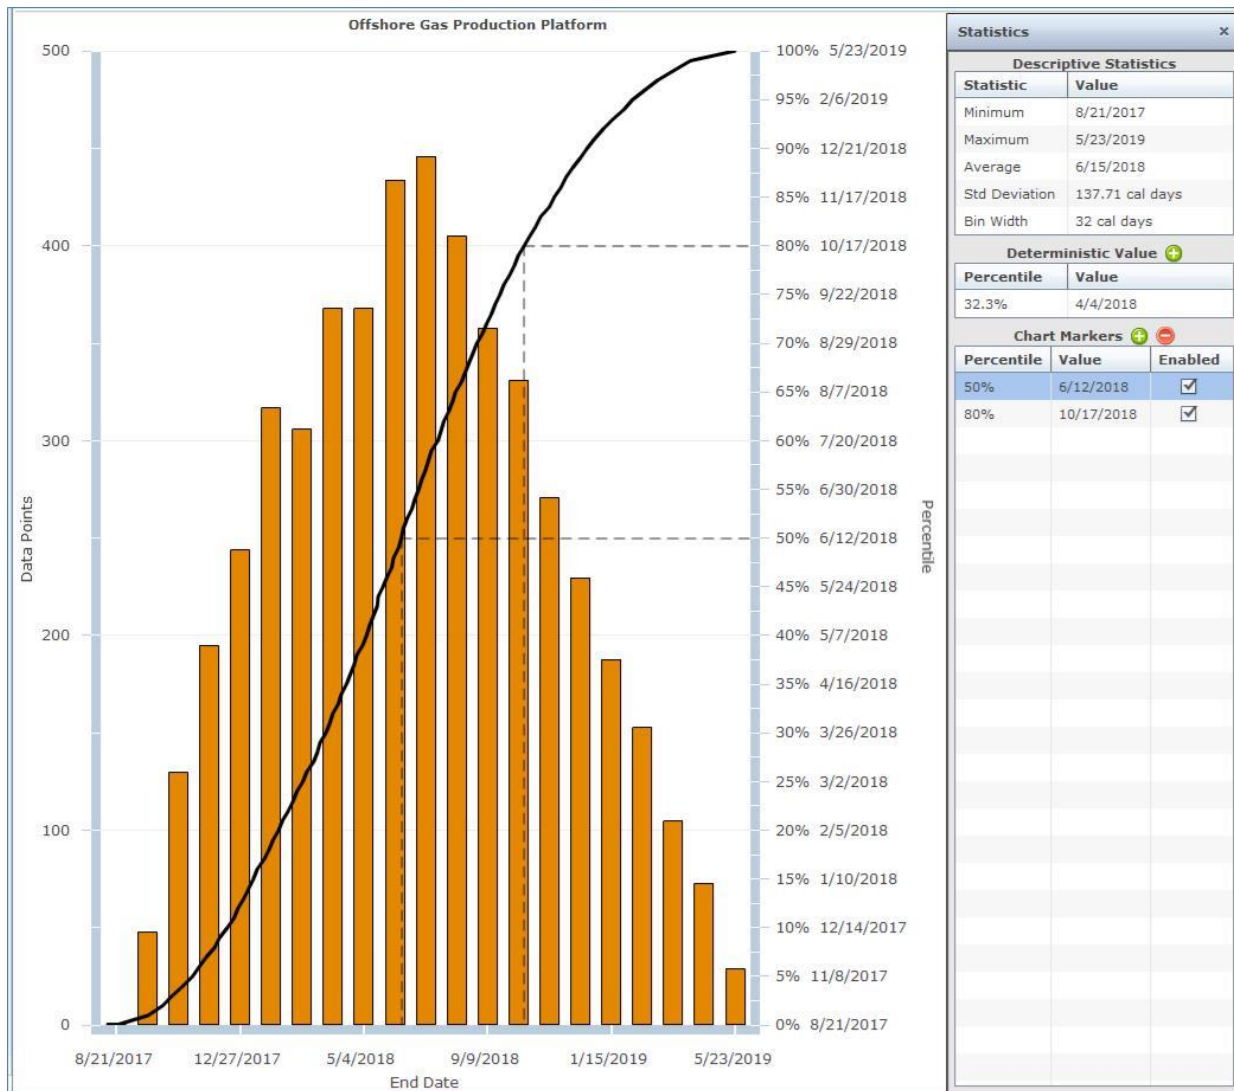 Offshore Gas Production Platform
500
400
300
200
100
0
Data Points
8/21/2017
12/27/2017
5/4/2018
9/9/2018
1/15/2019
5/23/2019
End Date
100% 5/23/2019
95% 2/6/2019
90% 12/21/2018
85% 11/17/2018
80% 10/17/2018
75% 9/22/2018
70% 8/29/2018
65% 8/7/2018
60% 7/20/2018
55% 6/30/2018
50% 6/12/2018
45% 5/24/2018
40% 5/7/2018
35% 4/16/2018
30% 3/26/2018
25% 3/2/2018
20% 2/5/2018
15% 1/10/2018
10% 12/14/2017
5% 11/8/2017
0% 8/21/2017
Percentile
Statistics ×
Descriptive Statistics
Statistic Value
Minimum 8/21/2017
Maximum 5/23/2019
Average 6/15/2018
Std Deviation 137.71 cal days
Bin Width 32 cal days
Deterministic Value
Percentile Value
32.3% 4/4/2018
Chart Markers
Percentile Value Enabled
50% 6/12/2018
80% 10/17/2018